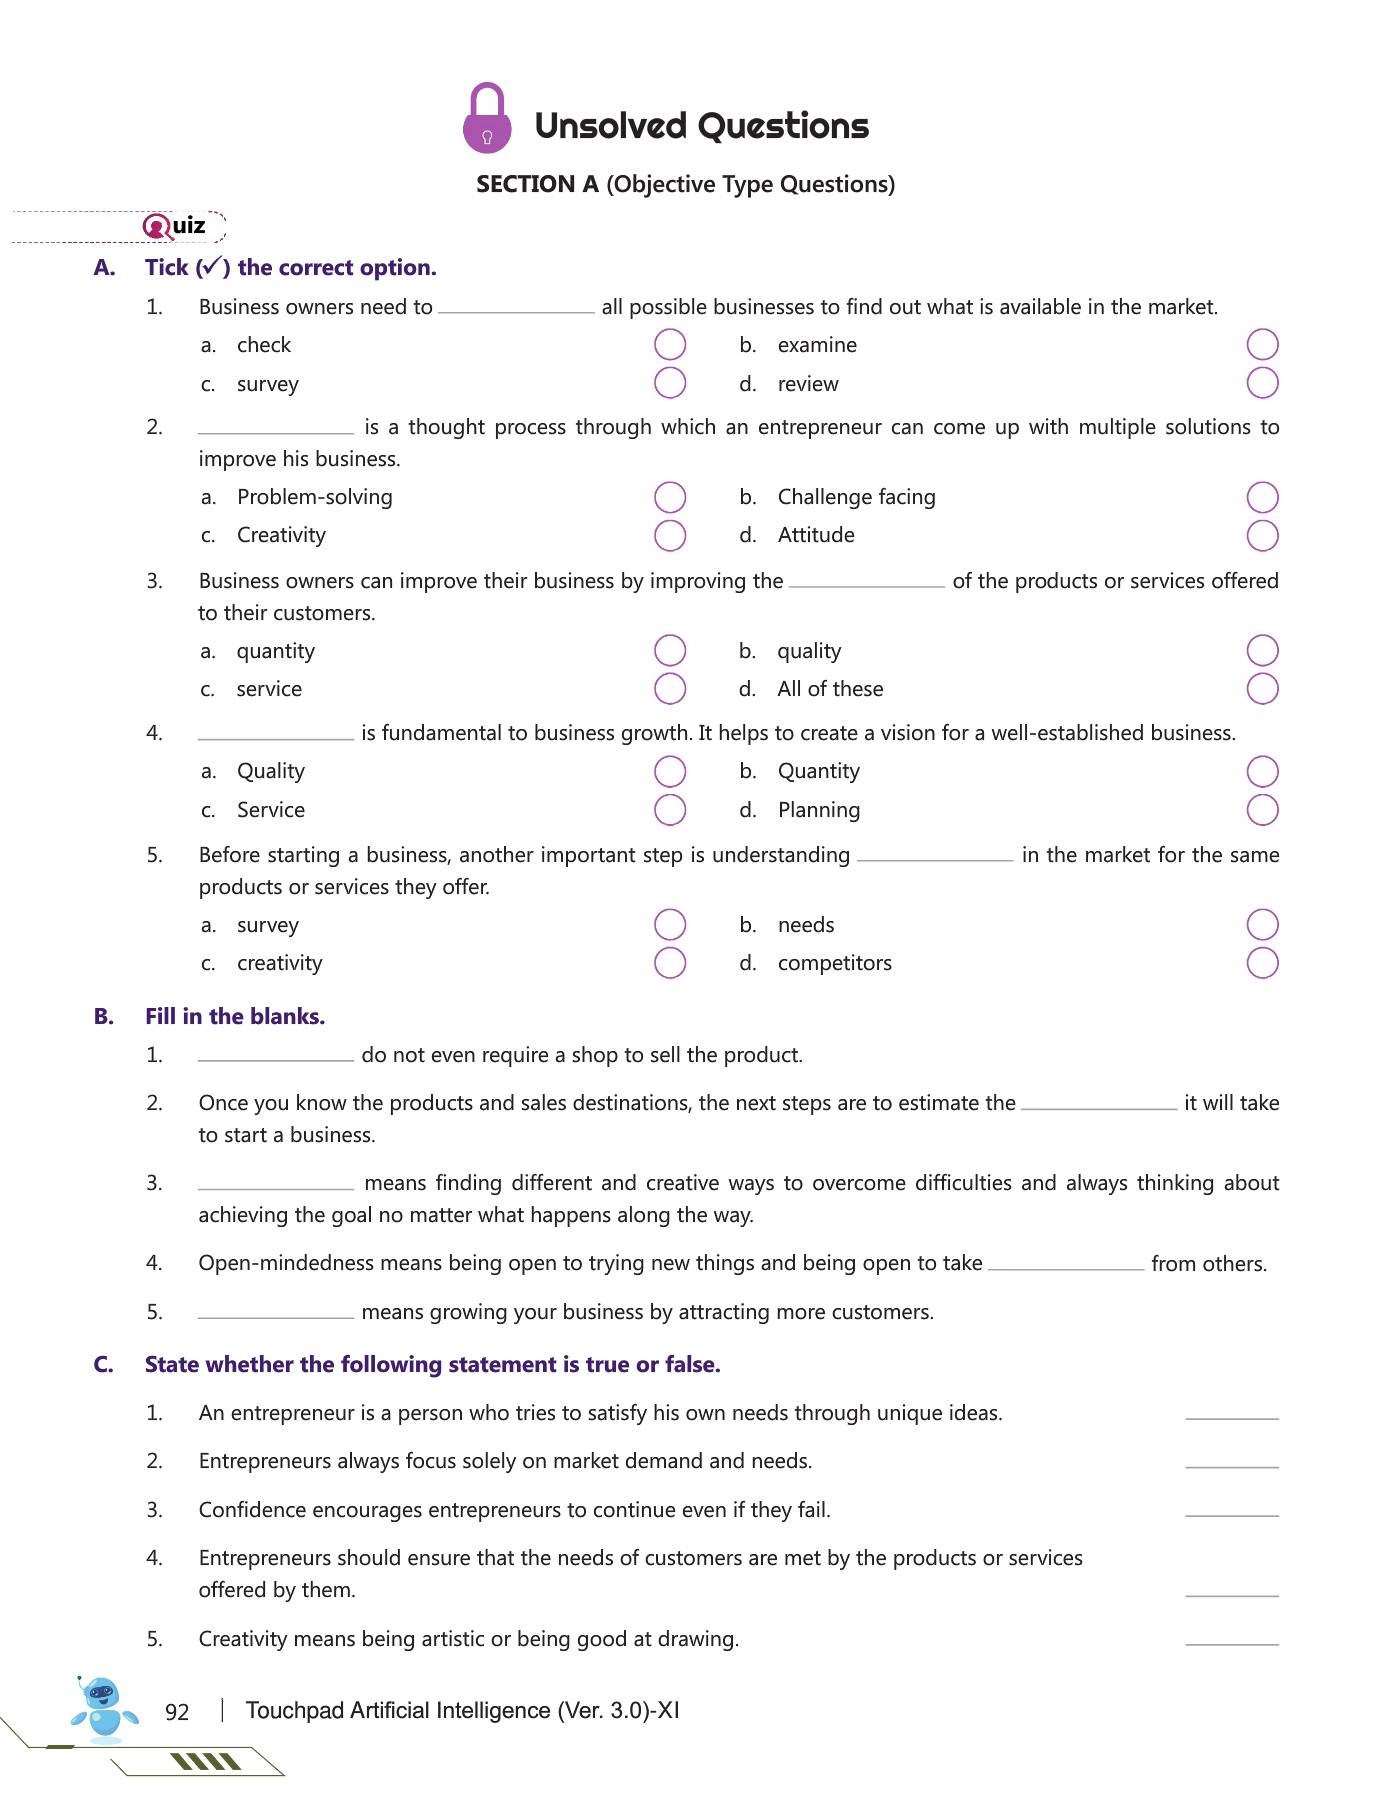 Unsolved Questions
SECTION A (Objective Type Questions)
Quiz
A. Tick (✓) the correct option.
1. Business owners need to ______________ all possible businesses to find out what is available in the market.
a. check b. examine
c. survey d. review
2. ______________ is a thought process through which an entrepreneur can come up with multiple solutions to
improve his business.
a. Problem-solving b. Challenge facing
c. Creativity d. Attitude
3. Business owners can improve their business by improving the ______________ of the products or services offered
to their customers.
a. quantity b. quality
c. service d. All of these
4. ______________ is fundamental to business growth. It helps to create a vision for a well-established business.
a. Quality b. Quantity
c. Service d. Planning
5. Before starting a business, another important step is understanding ______________ in the market for the same
products or services they offer.
a. survey b. needs
c. creativity d. competitors
B. Fill in the blanks.
1. ______________ do not even require a shop to sell the product.
2. Once you know the products and sales destinations, the next steps are to estimate the ______________ it will take
to start a business.
3. ______________ means finding different and creative ways to overcome difficulties and always thinking about
achieving the goal no matter what happens along the way.
4. Open-mindedness means being open to trying new things and being open to take ______________ from others.
5. ______________ means growing your business by attracting more customers.
C. State whether the following statement is true or false.
1. An entrepreneur is a person who tries to satisfy his own needs through unique ideas. ________
2. Entrepreneurs always focus solely on market demand and needs. ________
3. Confidence encourages entrepreneurs to continue even if they fail. ________
4. Entrepreneurs should ensure that the needs of customers are met by the products or services
offered by them. ________
5. Creativity means being artistic or being good at drawing. ________
92 | Touchpad Artificial Intelligence (Ver. 3.0)-XI